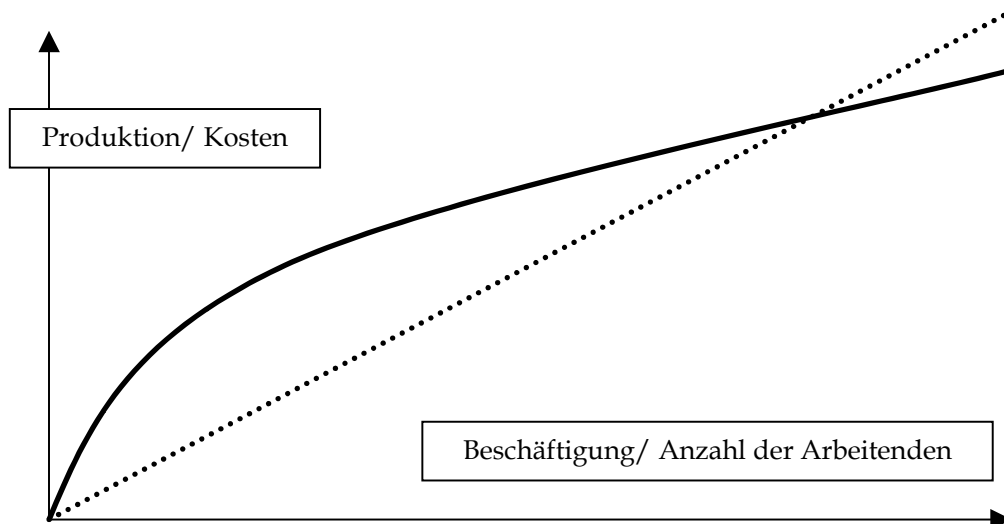 Produktion/ Kosten
Beschäftigung/ Anzahl der Arbeitenden